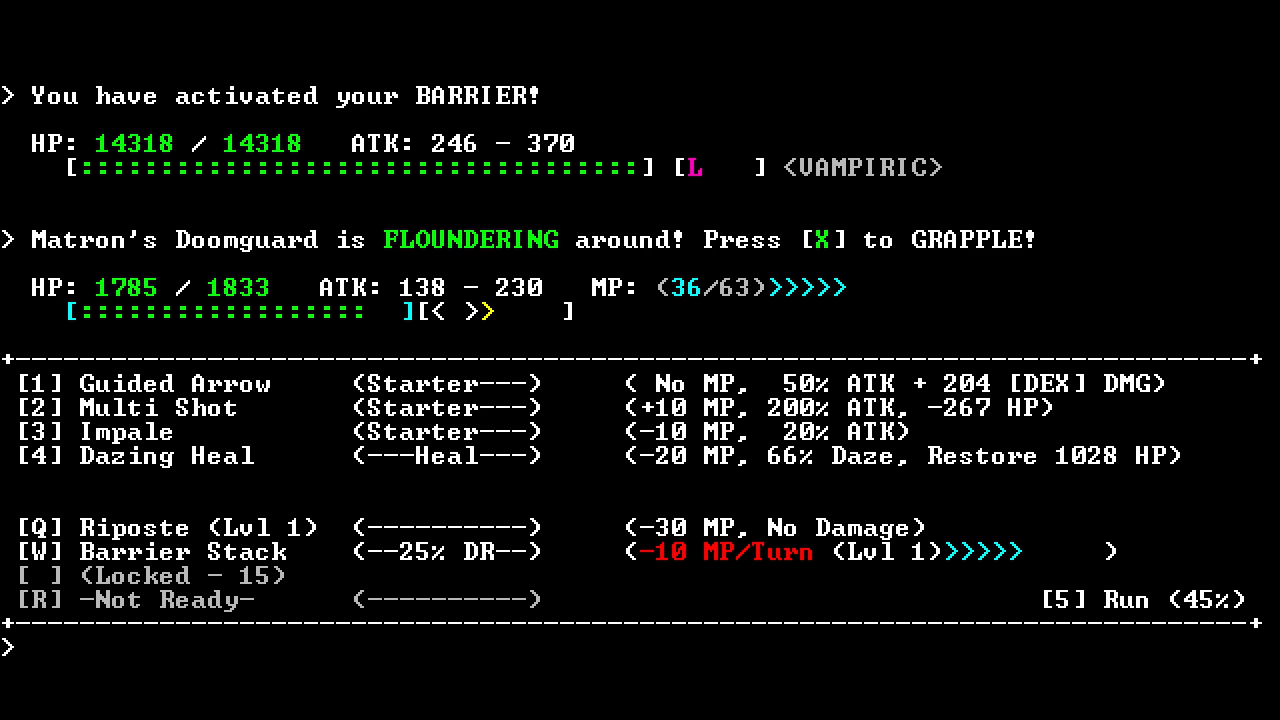 > You have activated your BARRIER!
HP: 14318 / 14318   ATK: 246 - 370
[:::::::::::::::::::::::::::::::::::] [L   ] <VAMPIRIC>
> Matron's Doomguard is FLOUNDERING around! Press [X] to GRAPPLE!
HP: 1785 / 1833   ATK: 138 - 230   MP: (36/63)>>>>>
[::::::::::::::::::  ][< >>    ]
+-----------------------------------------------------------------------------+
[1] Guided Arrow     (Starter---)     ( No MP,  50% ATK + 204 [DEX] DMG)
[2] Multi Shot       (Starter---)     (+10 MP, 200% ATK, -267 HP)
[3] Impale           (Starter---)     (-10 MP,  20% ATK)
[4] Dazing Heal      (---Heal---)     (-20 MP, 66% Daze, Restore 1028 HP)
[Q] Riposte (Lvl 1)  (----------)     (-30 MP, No Damage)
[W] Barrier Stack    (--25% DR--)     (-10 MP/Turn (Lvl 1)>>>>>     )
[ ] (Locked - 15)
[R] -Not Ready-      (----------)                               [5] Run (45%)
+-----------------------------------------------------------------------------+
>